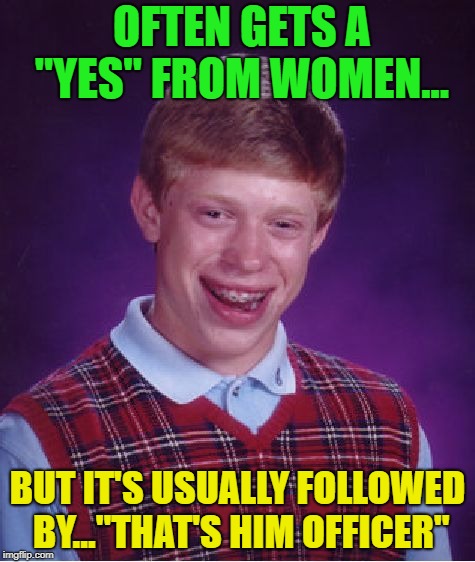 OFTEN GETS A
"YES" FROM WOMEN...
BUT IT'S USUALLY FOLLOWED
BY..."THAT'S HIM OFFICER"
imgflip.com